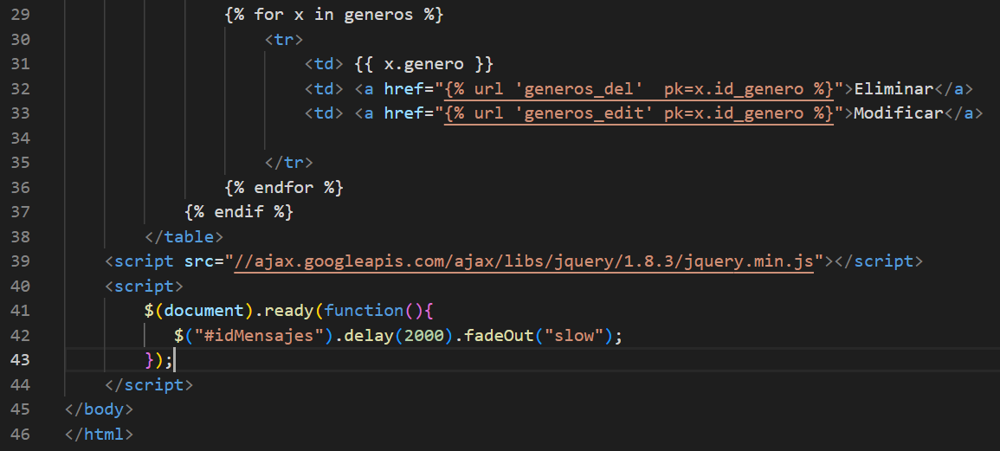 29 {% for x in generos %}
30 <tr>
31 <td> {{ x.genero }}
32 <td> <a href="{% url 'generos_del'  pk=x.id_genero %}">Eliminar</a>
33 <td> <a href="{% url 'generos_edit' pk=x.id_genero %}">Modificar</a>
34
35 </tr>
36 {% endfor %}
37 {% endif %}
38 </table>
39 <script src="//ajax.googleapis.com/ajax/libs/jquery/1.8.3/jquery.min.js"></script>
40 <script>
41 $(document).ready(function(){
42 $("#idMensajes").delay(2000).fadeOut("slow");
43 });
44 </script>
45 </body>
46 </html>